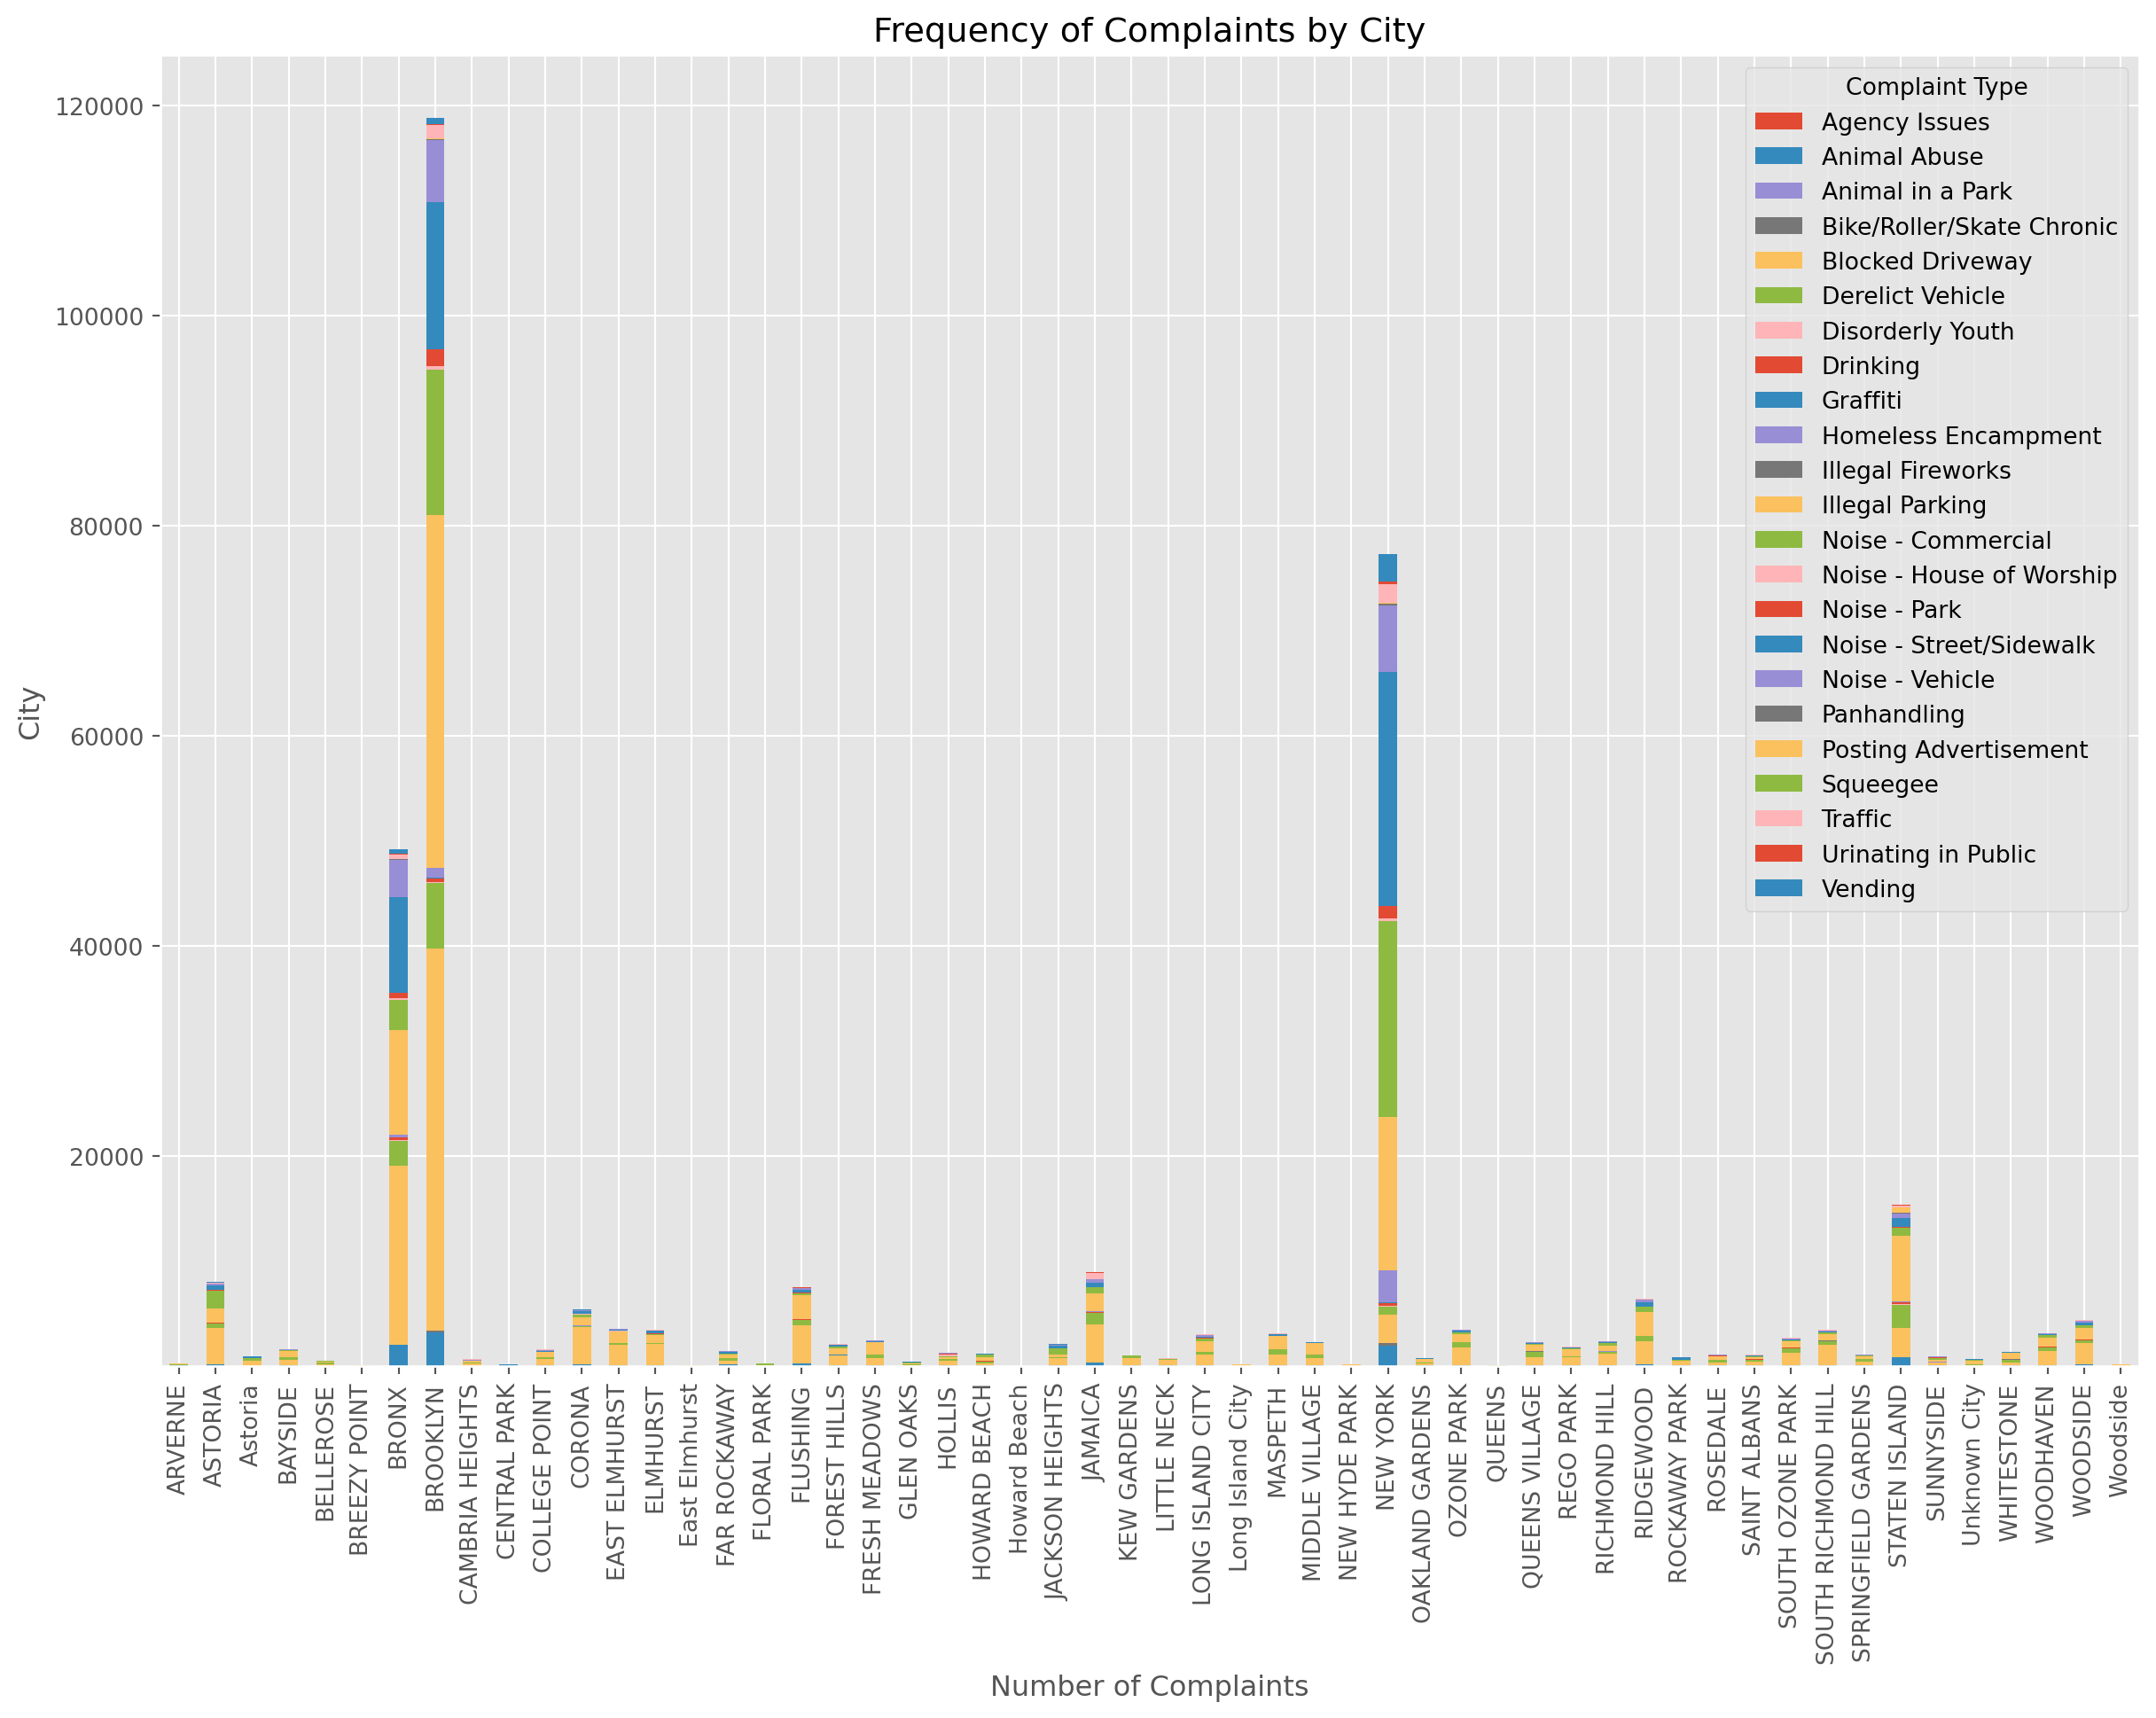 Frequency of Complaints by City
Complaint Type
Agency Issues
Animal Abuse
Animal in a Park
Bike/Roller/Skate Chronic
Blocked Driveway
Derelict Vehicle
Disorderly Youth
Drinking
Graffiti
Homeless Encampment
Illegal Fireworks
Illegal Parking
Noise - Commercial
Noise - House of Worship
Noise - Park
Noise - Street/Sidewalk
Noise - Vehicle
Panhandling
Posting Advertisement
Squeegee
Traffic
Urinating in Public
Vending
120000
100000
80000
60000
40000
20000
City
ARVERNE
ASTORIA
Astoria
BAYSIDE
BELLEROSE
BREEZY POINT
BRONX
BROOKLYN
CAMBRIA HEIGHTS
CENTRAL PARK
COLLEGE POINT
CORONA
EAST ELMHURST
ELMHURST
East Elmhurst
FAR ROCKAWAY
FLORAL PARK
FLUSHING
FOREST HILLS
FRESH MEADOWS
GLEN OAKS
HOLLIS
HOWARD BEACH
Howard Beach
JACKSON HEIGHTS
JAMAICA
KEW GARDENS
LITTLE NECK
LONG ISLAND CITY
Long Island City
MASPETH
MIDDLE VILLAGE
NEW HYDE PARK
NEW YORK
OAKLAND GARDENS
OZONE PARK
QUEENS
QUEENS VILLAGE
REGO PARK
RICHMOND HILL
RIDGEWOOD
ROCKAWAY PARK
ROSEDALE
SAINT ALBANS
SOUTH OZONE PARK
SOUTH RICHMOND HILL
SPRINGFIELD GARDENS
STATEN ISLAND
SUNNYSIDE
Unknown City
WHITESTONE
WOODHAVEN
WOODSIDE
Woodside
Number of Complaints